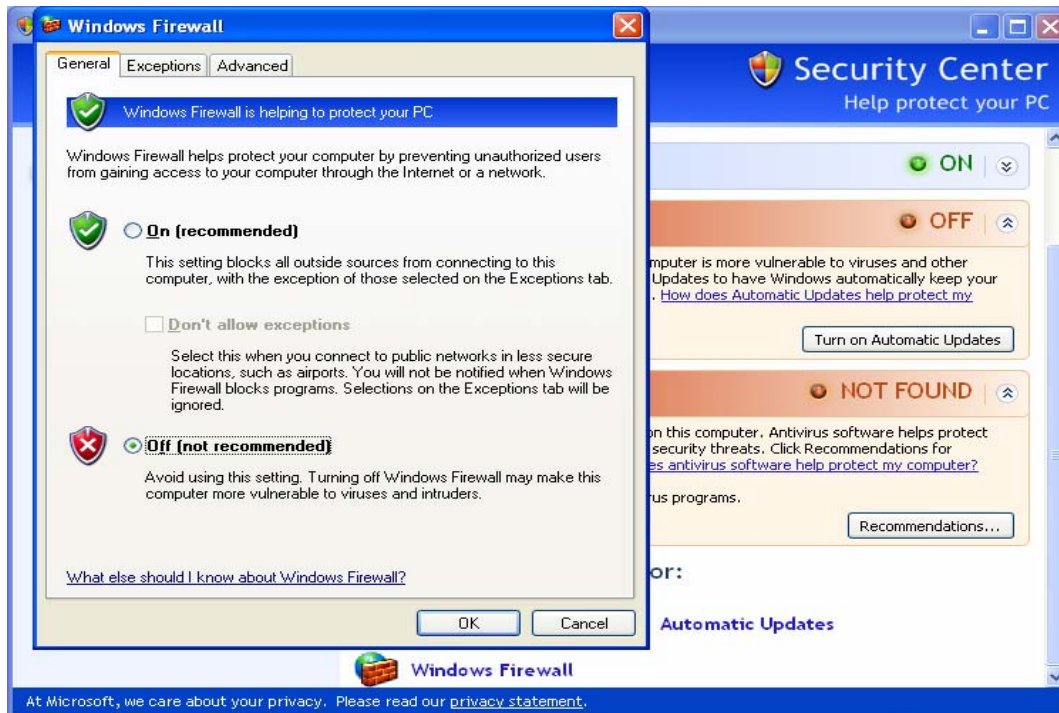 Windows Firewall
General Exceptions Advanced
Windows Firewall is helping to protect your PC
Windows Firewall helps protect your computer by preventing unauthorized users
from gaining access to your computer through the Internet or a network.
On (recommended)
This setting blocks all outside sources from connecting to this
computer, with the exception of those selected on the Exceptions tab.
Don't allow exceptions
Select this when you connect to public networks in less secure
locations, such as airports. You will not be notified when Windows
Firewall blocks programs. Selections on the Exceptions tab will be
ignored.
Off (not recommended)
Avoid using this setting. Turning off Windows Firewall may make this
computer more vulnerable to viruses and intruders.
What else should I know about Windows Firewall?
OK Cancel
Security Center
Help protect your PC
ON
OFF
mputer is more vulnerable to viruses and other
Updates to have Windows automatically keep your
. How does Automatic Updates help protect my
Turn on Automatic Updates
NOT FOUND
on this computer. Antivirus software helps protect
security threats. Click Recommendations for
es antivirus software help protect my computer?
rus programs.
Recommendations...
or:
Automatic Updates
Windows Firewall
At Microsoft, we care about your privacy. Please read our privacy statement.